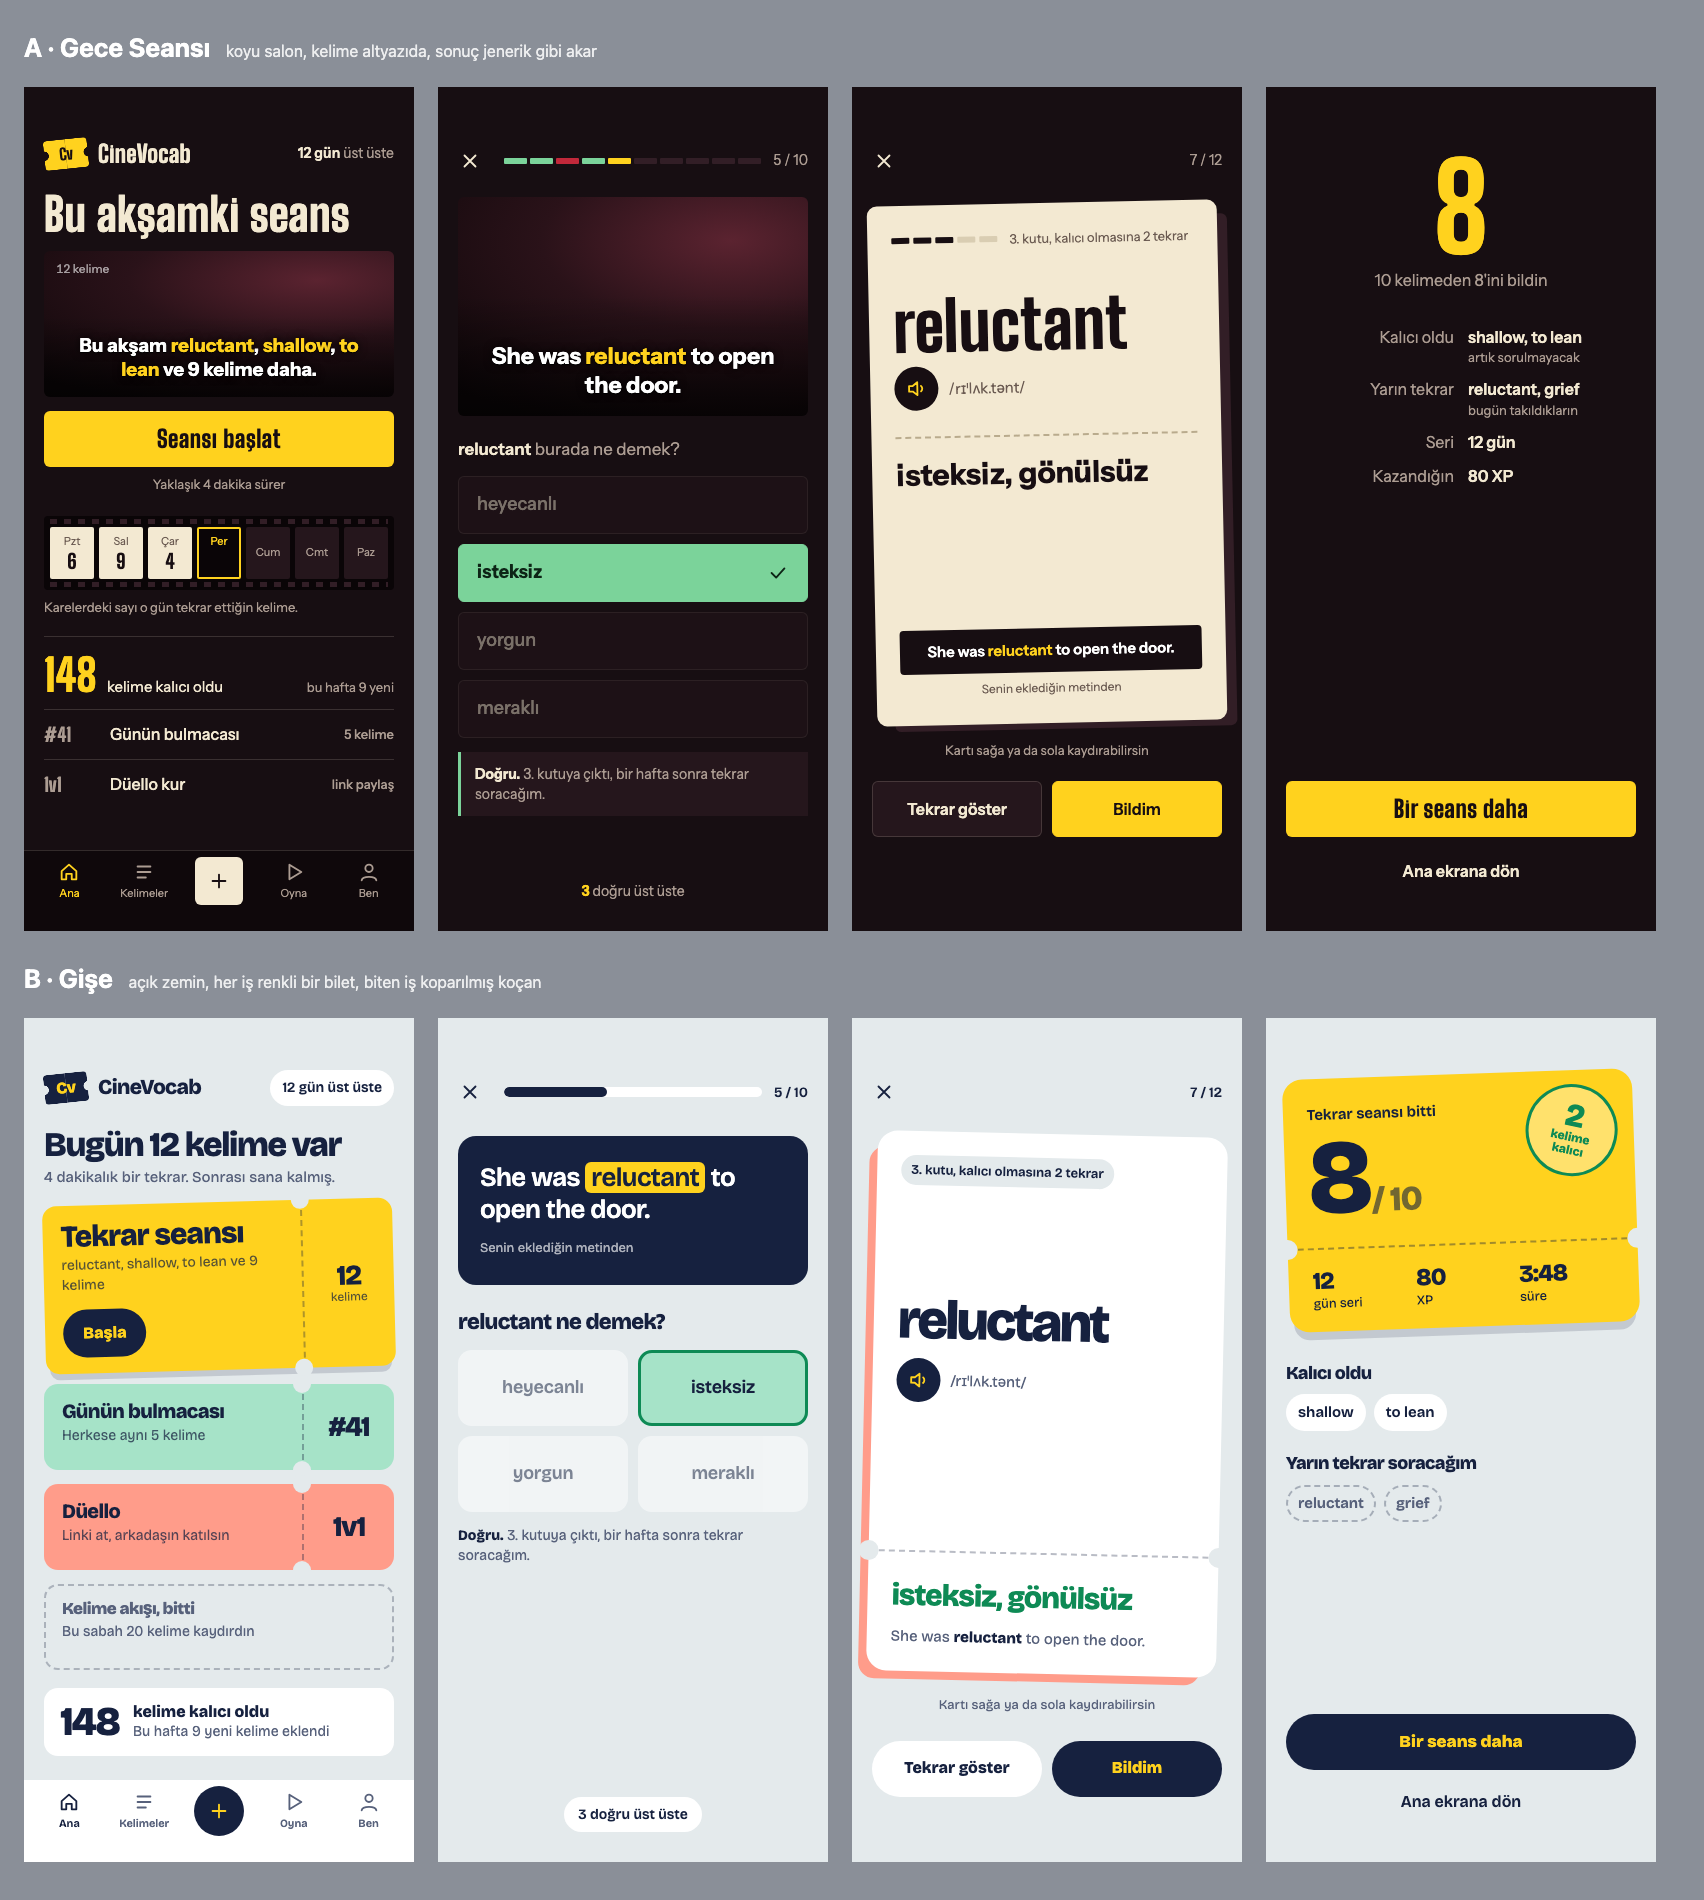 A · Gece Seansı koyu salon, kelime altyazıda, sonuç jenerik gibi akar
Cv CineVocab 12 gün üst üste
Bu akşamki seans
12 kelime
Bu akşam reluctant, shallow, to
lean ve 9 kelime daha.
Seansı başlat
Yaklaşık 4 dakika sürer
Pzt Sal Çar Per Cum Cmt Paz
6 9 4
Karelerdeki sayı o gün tekrar ettiğin kelime.
148 kelime kalıcı oldu bu hafta 9 yeni
#41 Günün bulmacası 5 kelime
1v1 Düello kur link paylaş
Ana Kelimeler + Oyna Ben
5 / 10
She was reluctant to open
the door.
reluctant burada ne demek?
heyecanlı
isteksiz
yorgun
meraklı
Doğru. 3. kutuya çıktı, bir hafta sonra tekrar
soracağım.
3 doğru üst üste
7 / 12
3. kutu, kalıcı olmasına 2 tekrar
reluctant
/rɪˈlʌk.tənt/
isteksiz, gönülsüz
She was reluctant to open the door.
Senin eklediğin metinden
Kartı sağa ya da sola kaydırabilirsin
Tekrar göster Bildim
8
10 kelimeden 8'ini bildin
Kalıcı oldu shallow, to lean
artık sorulmayacak
Yarın tekrar reluctant, grief
bugün takıldıkların
Seri 12 gün
Kazandığın 80 XP
Bir seans daha
Ana ekrana dön
B · Gişe açık zemin, her iş renkli bir bilet, biten iş koparılmış koçan
Cv CineVocab 12 gün üst üste
Bugün 12 kelime var
4 dakikalık bir tekrar. Sonrası sana kalmış.
Tekrar seansı
reluctant, shallow, to lean ve 9
kelime
Başla
12
kelime
Günün bulmacası
Herkese aynı 5 kelime
#41
Düello
Linki at, arkadaşın katılsın
1v1
Kelime akışı, bitti
Bu sabah 20 kelime kaydırdın
148 kelime kalıcı oldu
Bu hafta 9 yeni kelime eklendi
Ana Kelimeler + Oyna Ben
5 / 10
She was reluctant to
open the door.
Senin eklediğin metinden
reluctant ne demek?
heyecanlı isteksiz
yorgun meraklı
Doğru. 3. kutuya çıktı, bir hafta sonra tekrar
soracağım.
3 doğru üst üste
7 / 12
3. kutu, kalıcı olmasına 2 tekrar
reluctant
/rɪˈlʌk.tənt/
isteksiz, gönülsüz
She was reluctant to open the door.
Kartı sağa ya da sola kaydırabilirsin
Tekrar göster Bildim
Tekrar seansı bitti
2
kelime
kalıcı
8 / 10
12 80 3:48
gün seri XP süre
Kalıcı oldu
shallow to lean
Yarın tekrar soracağım
reluctant grief
Bir seans daha
Ana ekrana dön